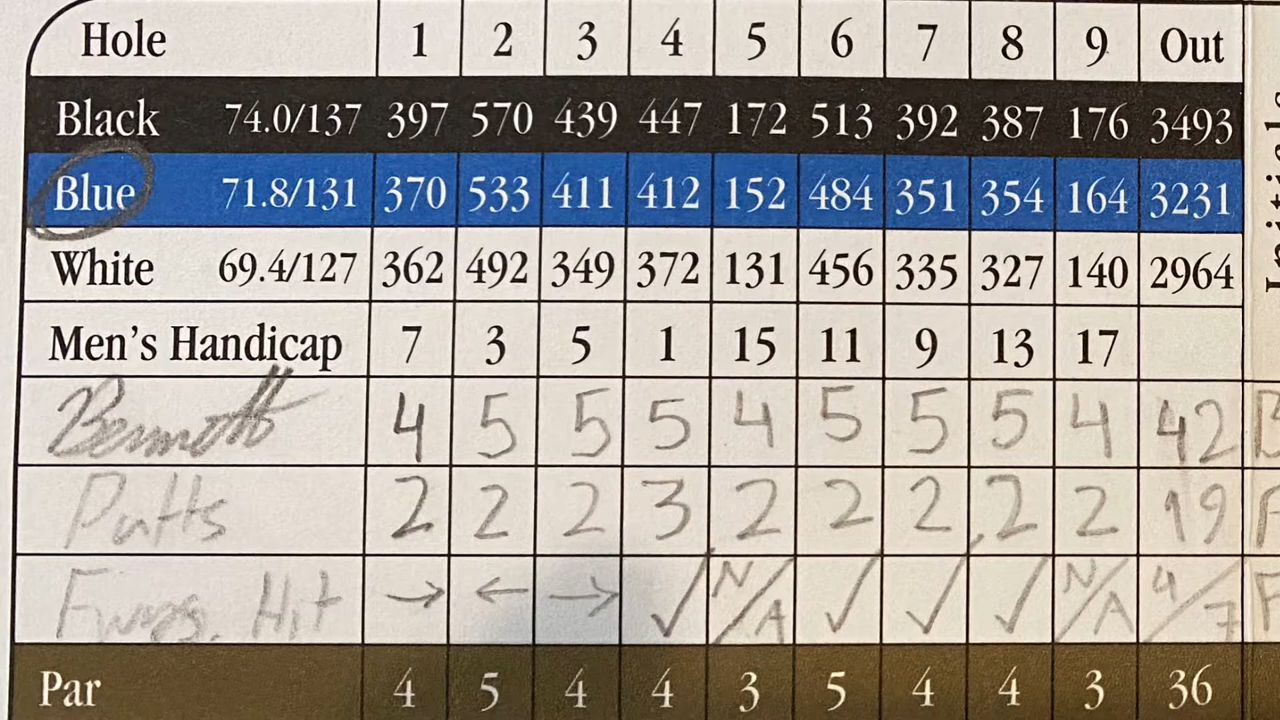 Hole 1 2 3 4 5 6 7 8 9 Out
Black 74.0/137 397 570 439 447 172 513 392 387 176 3493
Blue 71.8/131 370 533 411 412 152 484 351 354 164 3231
White 69.4/127 362 492 349 372 131 456 335 327 140 2964
Men's Handicap 7 3 5 1 15 11 9 13 17
Bennett 4 5 5 5 4 5 5 5 4 42
Putts 2 2 2 3 2 2 2 2 2 19
Fwys. Hit → ← → ✓ N/A ✓ ✓ ✓ N/A 4/7
Par 4 5 4 4 3 5 4 4 3 36